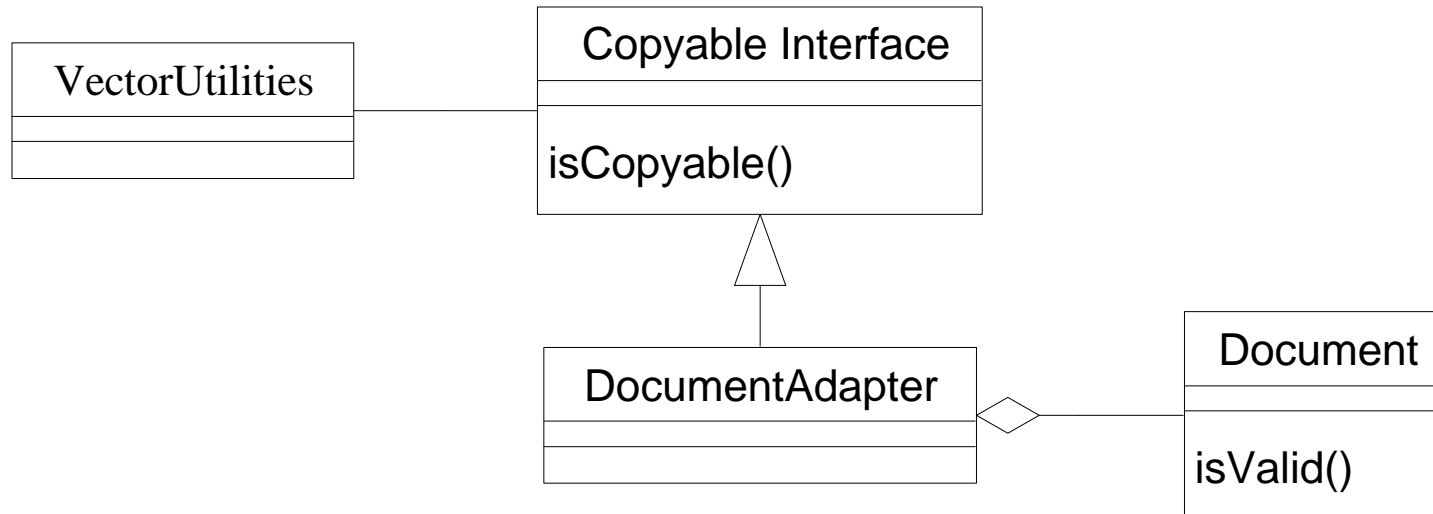 VectorUtilities
Copyable Interface
isCopyable()
DocumentAdapter
Document
isValid()